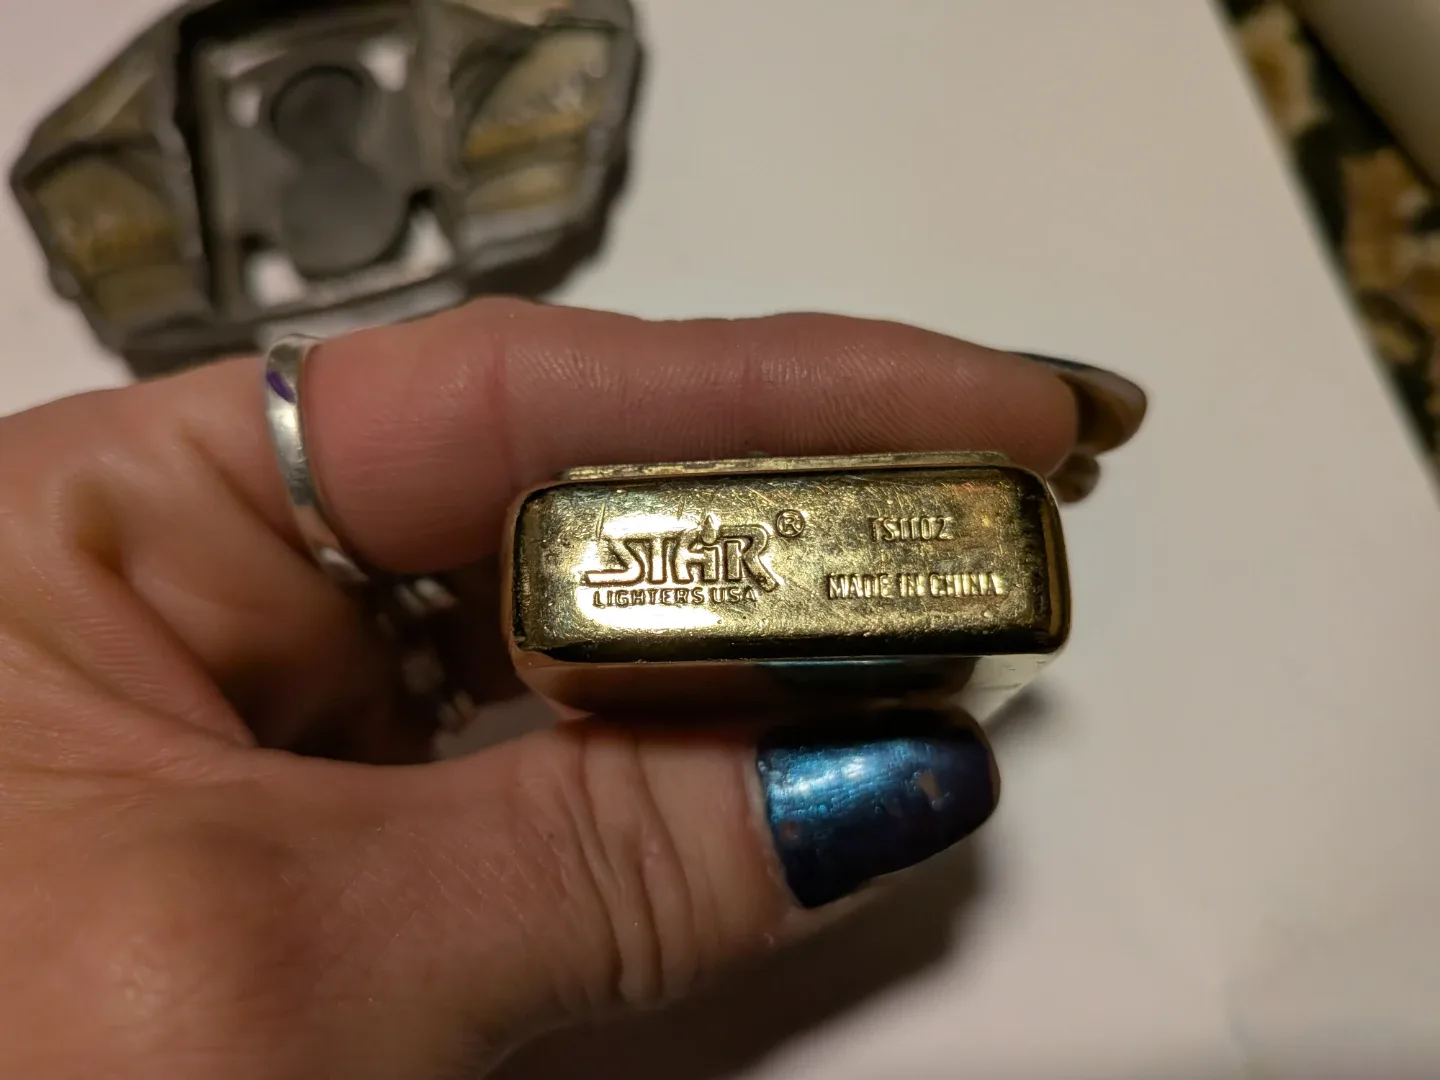 STAR®
LIGHTERS USA
TS1102
MADE IN CHINA